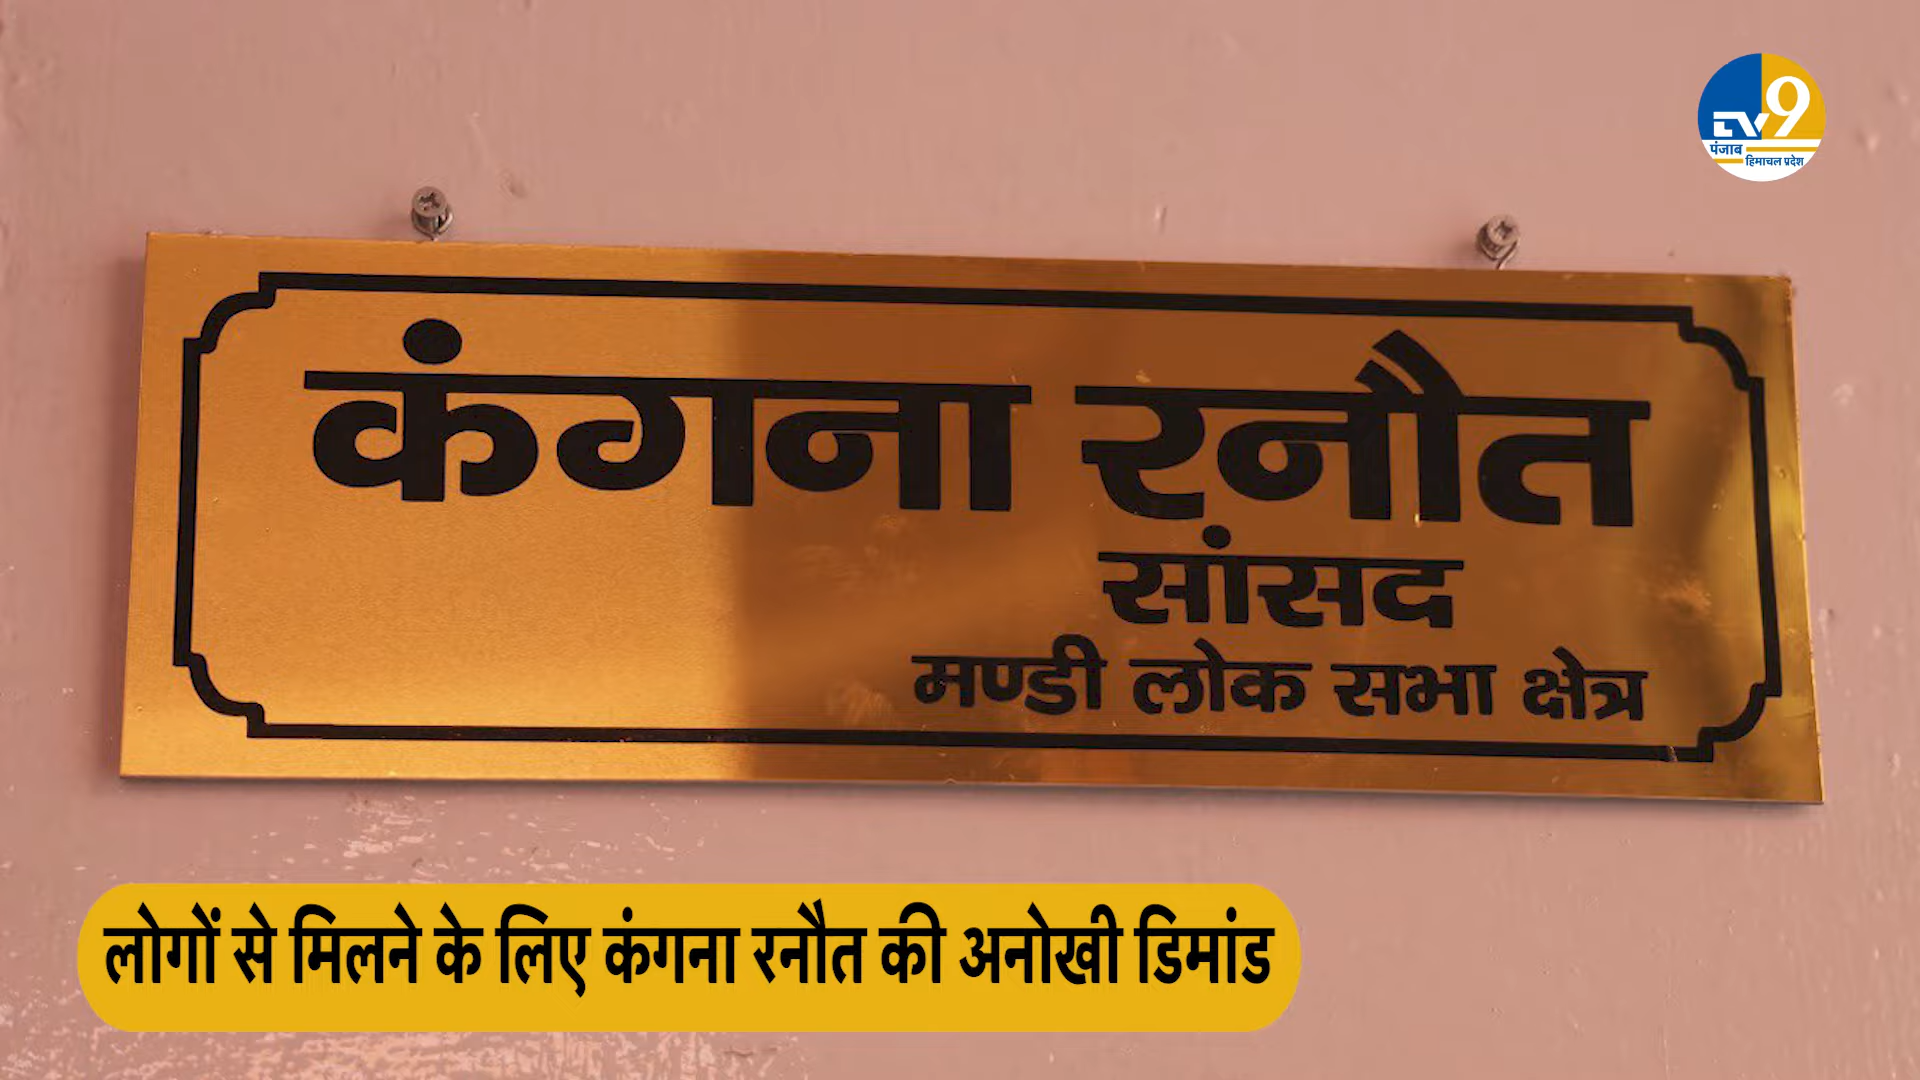 TV9
पंजाब
हिमाचल प्रदेश
कंगना रनौत
सांसद
मण्डी लोक सभा क्षेत्र
लोगों से मिलने के लिए कंगना रनौत की अनोखी डिमांड